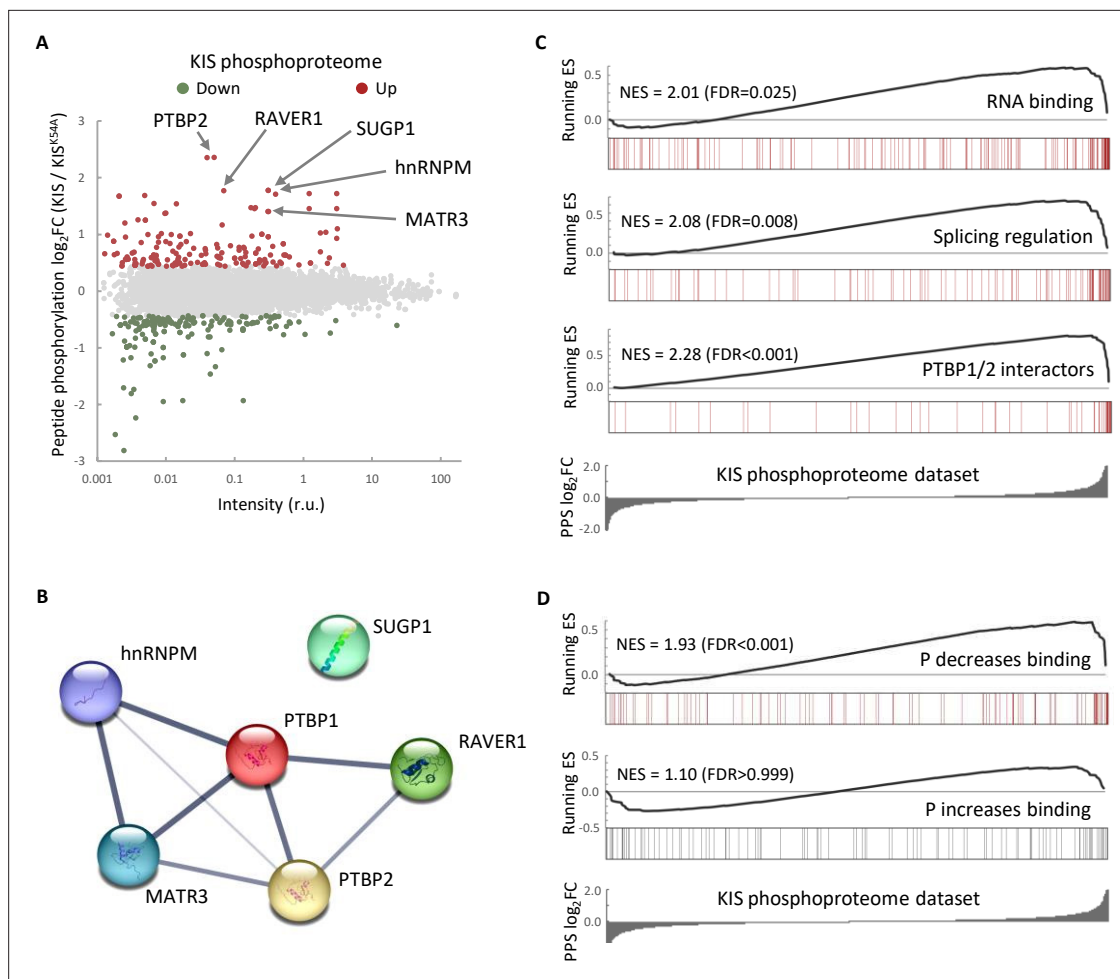 A
KIS phosphoproteome
Down
Up
PTBP2
RAVER1
SUGP1
hnRNPM
MATR3
Peptide phosphorylation log₂FC (KIS / KIS^K54A)
3
2
1
0
-1
-2
-3
0.001
0.01
0.1
1
10
100
Intensity (r.u.)
B
SUGP1
hnRNPM
PTBP1
RAVER1
MATR3
PTBP2
C
Running ES
0.5
0.0
NES = 2.01 (FDR=0.025)
RNA binding
Running ES
0.5
0.0
NES = 2.08 (FDR=0.008)
Splicing regulation
Running ES
0.5
0.0
NES = 2.28 (FDR<0.001)
PTBP1/2 interactors
PPS log₂FC
2.0
0.0
-2.0
KIS phosphoproteome dataset
D
Running ES
0.5
0.0
NES = 1.93 (FDR<0.001)
P decreases binding
Running ES
0.5
0.0
-0.5
NES = 1.10 (FDR>0.999)
P increases binding
PPS log₂FC
2.0
0.0
KIS phosphoproteome dataset